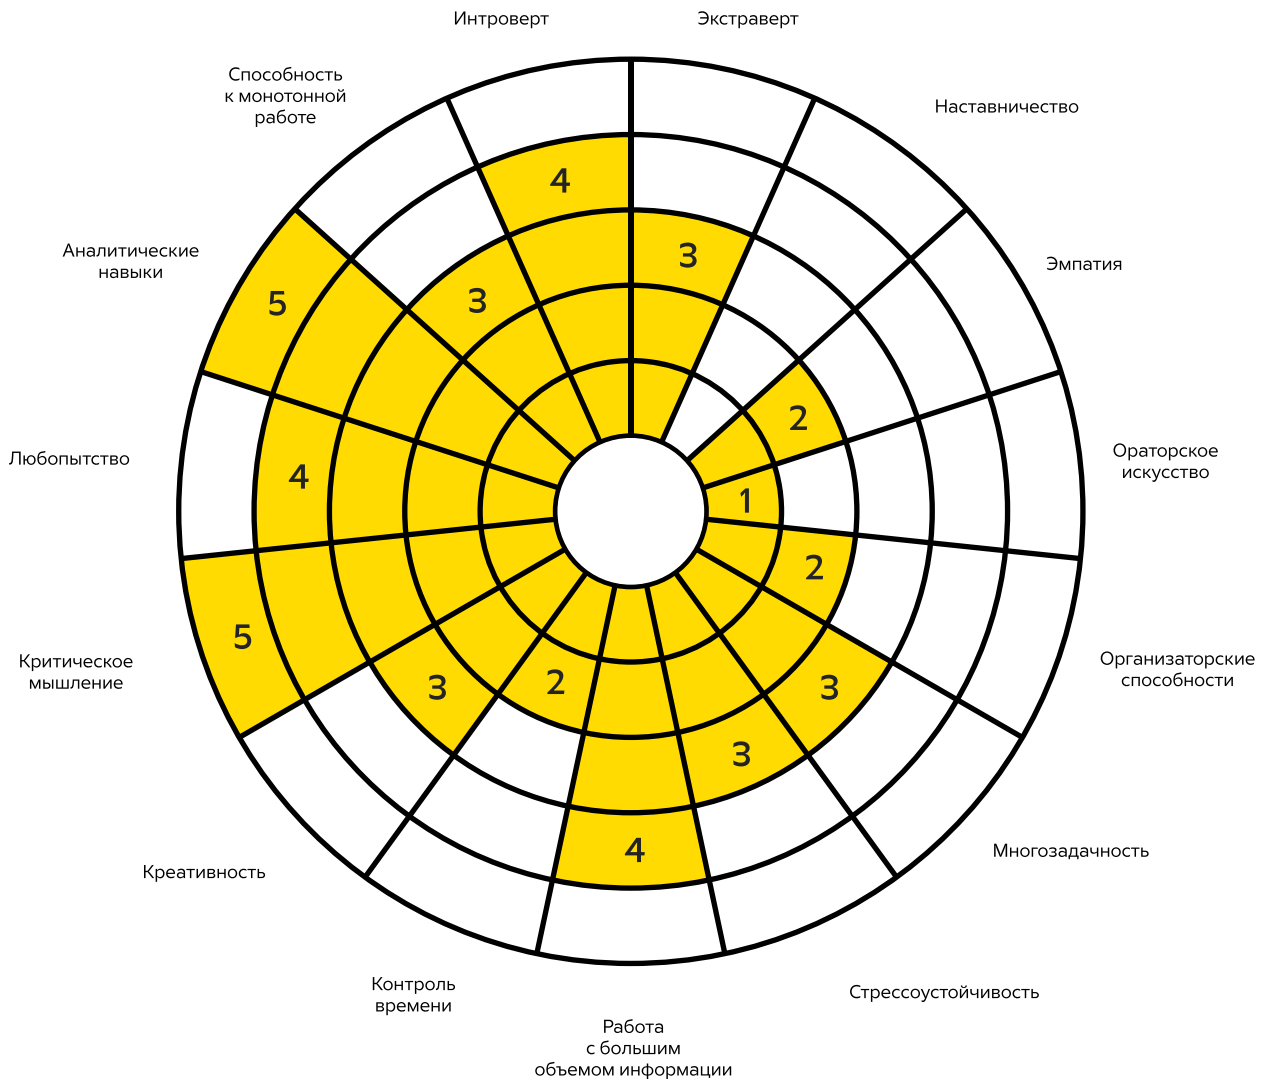 Интроверт
Экстраверт
Способность
к монотонной
работе
Наставничество
4
Аналитические
навыки
3
Эмпатия
5
3
2
Любопытство
4
1
Ораторское
искусство
2
5
Критическое
мышление
3
2
3
Организаторские
способности
3
4
Креативность
Многозадачность
Контроль
времени
Стрессоустойчивость
Работа
с большим
объемом информации